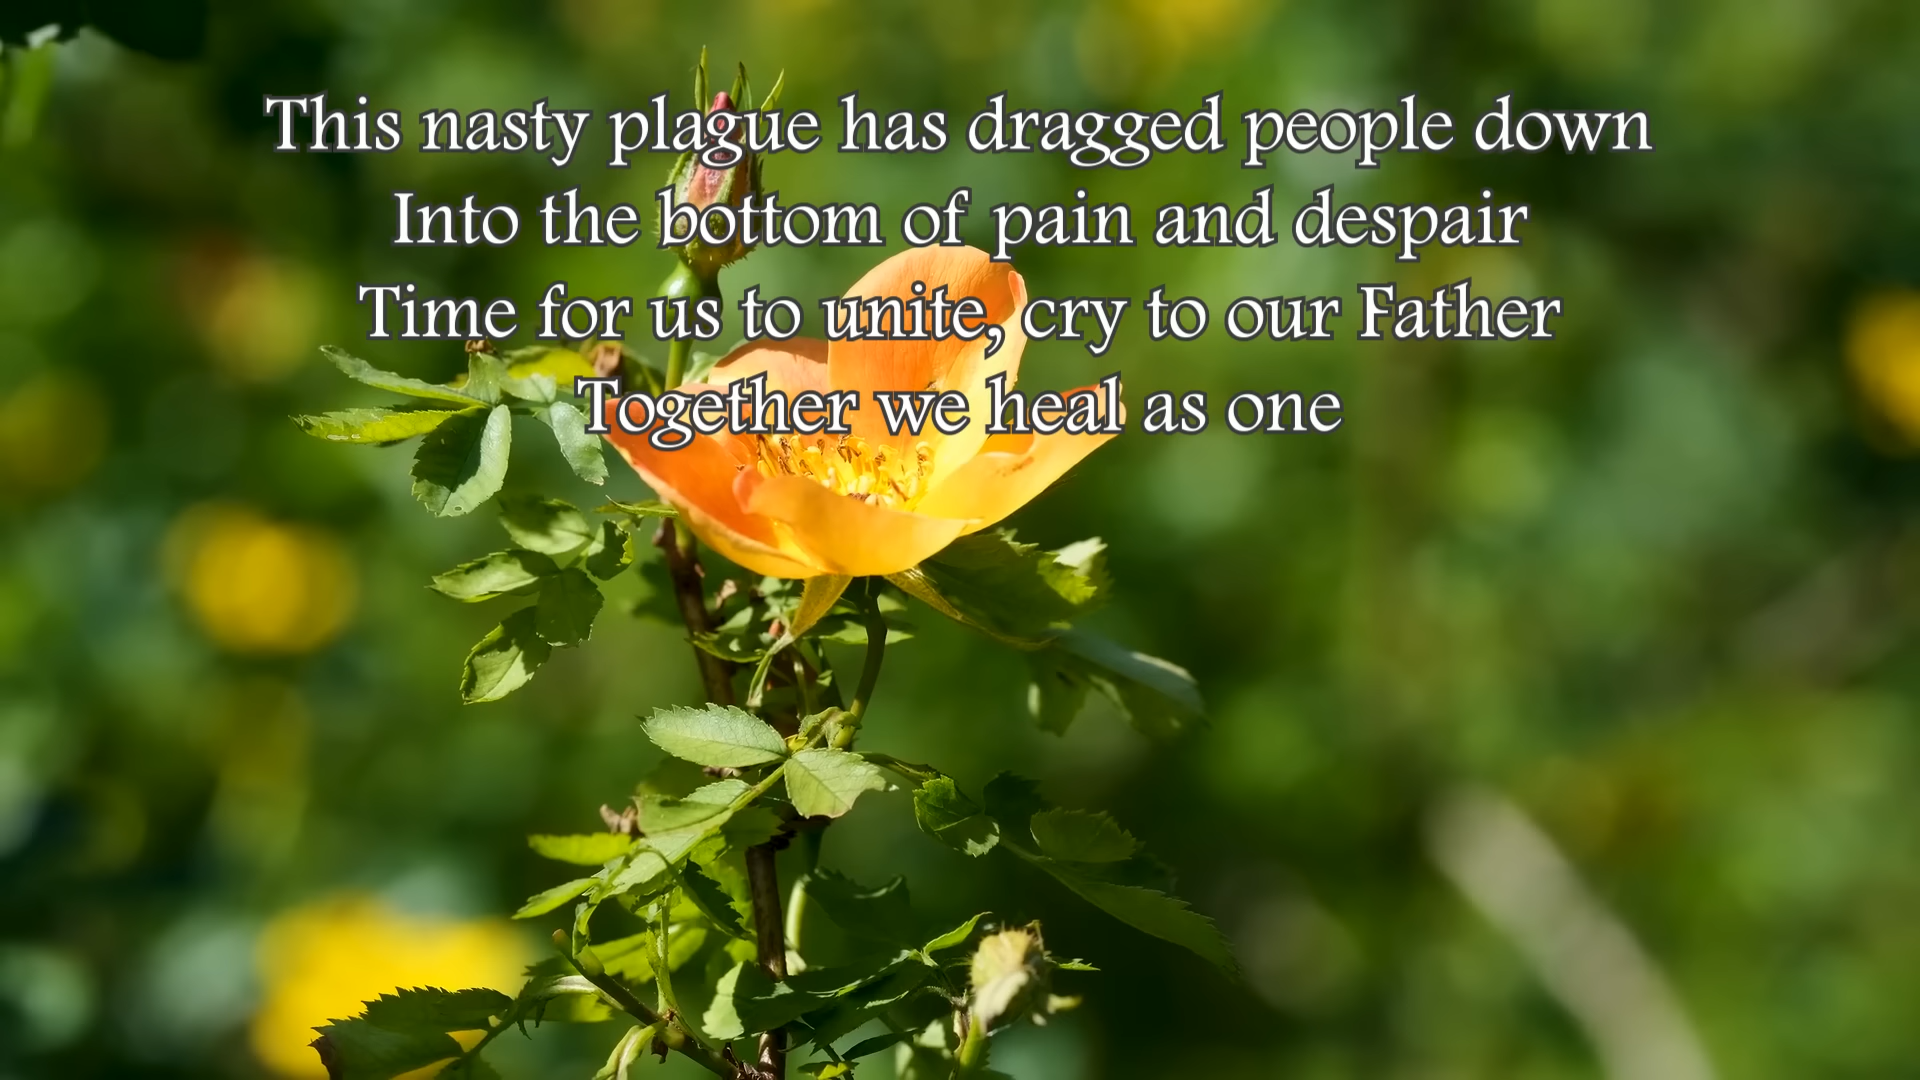 This nasty plague has dragged people down
Into the bottom of pain and despair
Time for us to unite, cry to our Father
Together we heal as one